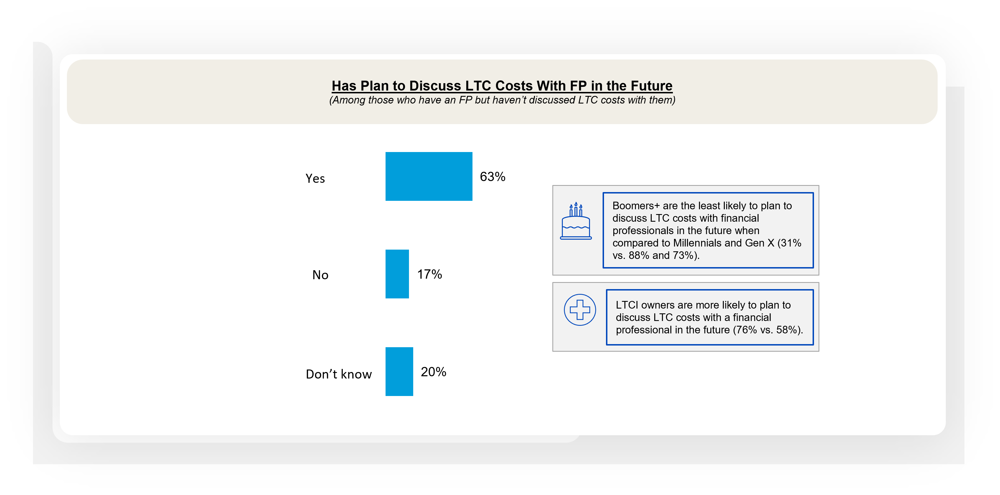 Has Plan to Discuss LTC Costs With FP in the Future
(Among those who have an FP but haven’t discussed LTC costs with them)
Yes
63%
No
17%
Don’t know
20%
Boomers+ are the least likely to plan to
discuss LTC costs with financial
professionals in the future when
compared to Millennials and Gen X (31%
vs. 88% and 73%).
LTCI owners are more likely to plan to
discuss LTC costs with a financial
professional in the future (76% vs. 58%).